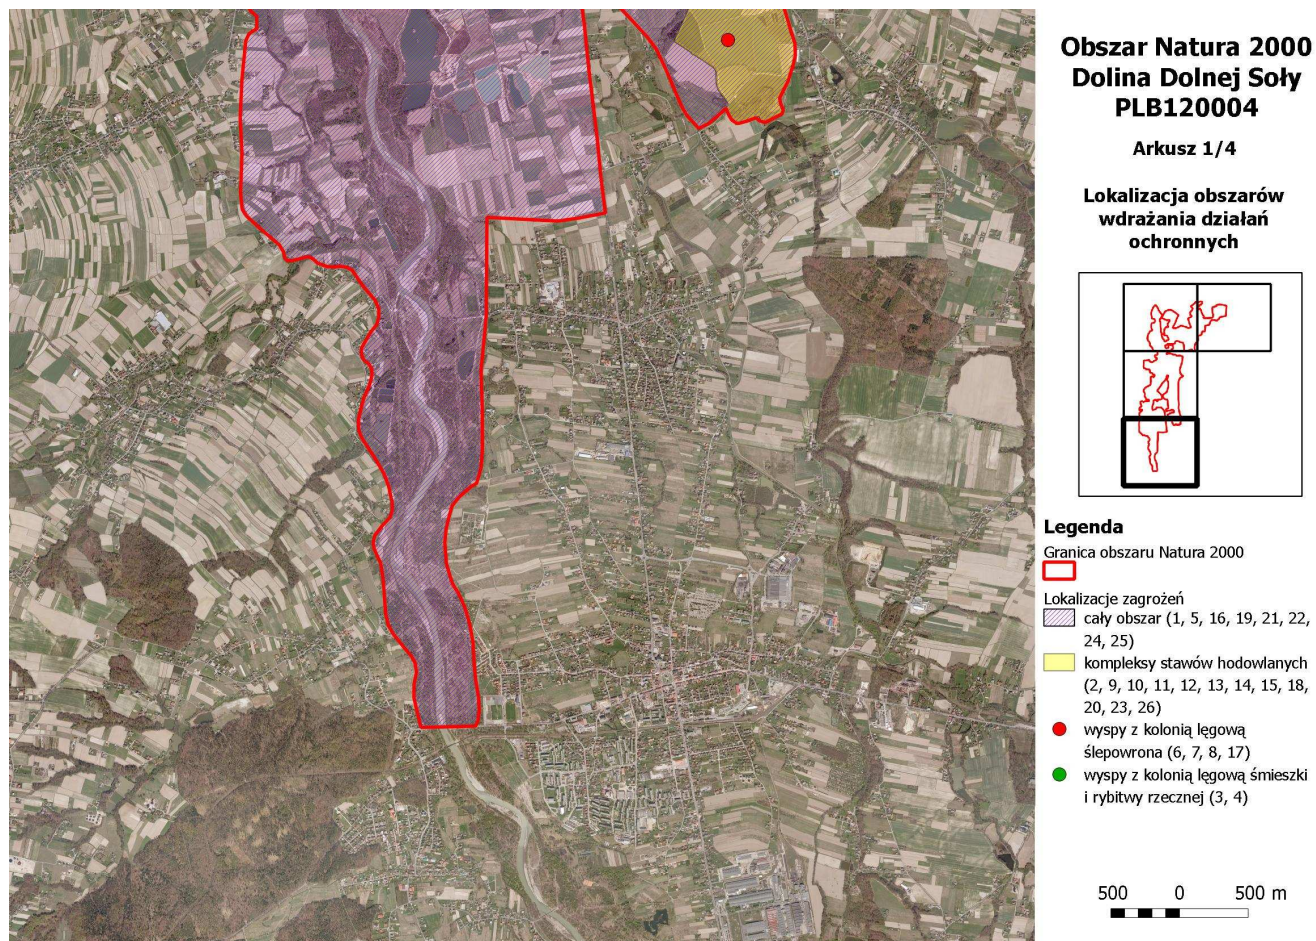 Obszar Natura 2000
Dolina Dolnej Soły
PLB120004
Arkusz 1/4
Lokalizacja obszarów
wdrażania działań
ochronnych
Legenda
Granica obszaru Natura 2000
Lokalizacje zagrożeń
cały obszar (1, 5, 16, 19, 21, 22,
24, 25)
kompleksy stawów hodowlanych
(2, 9, 10, 11, 12, 13, 14, 15, 18,
20, 23, 26)
wyspy z kolonią lęgową
ślepowrona (6, 7, 8, 17)
wyspy z kolonią lęgową śmieszki
i rybitwy rzecznej (3, 4)
500 0 500 m